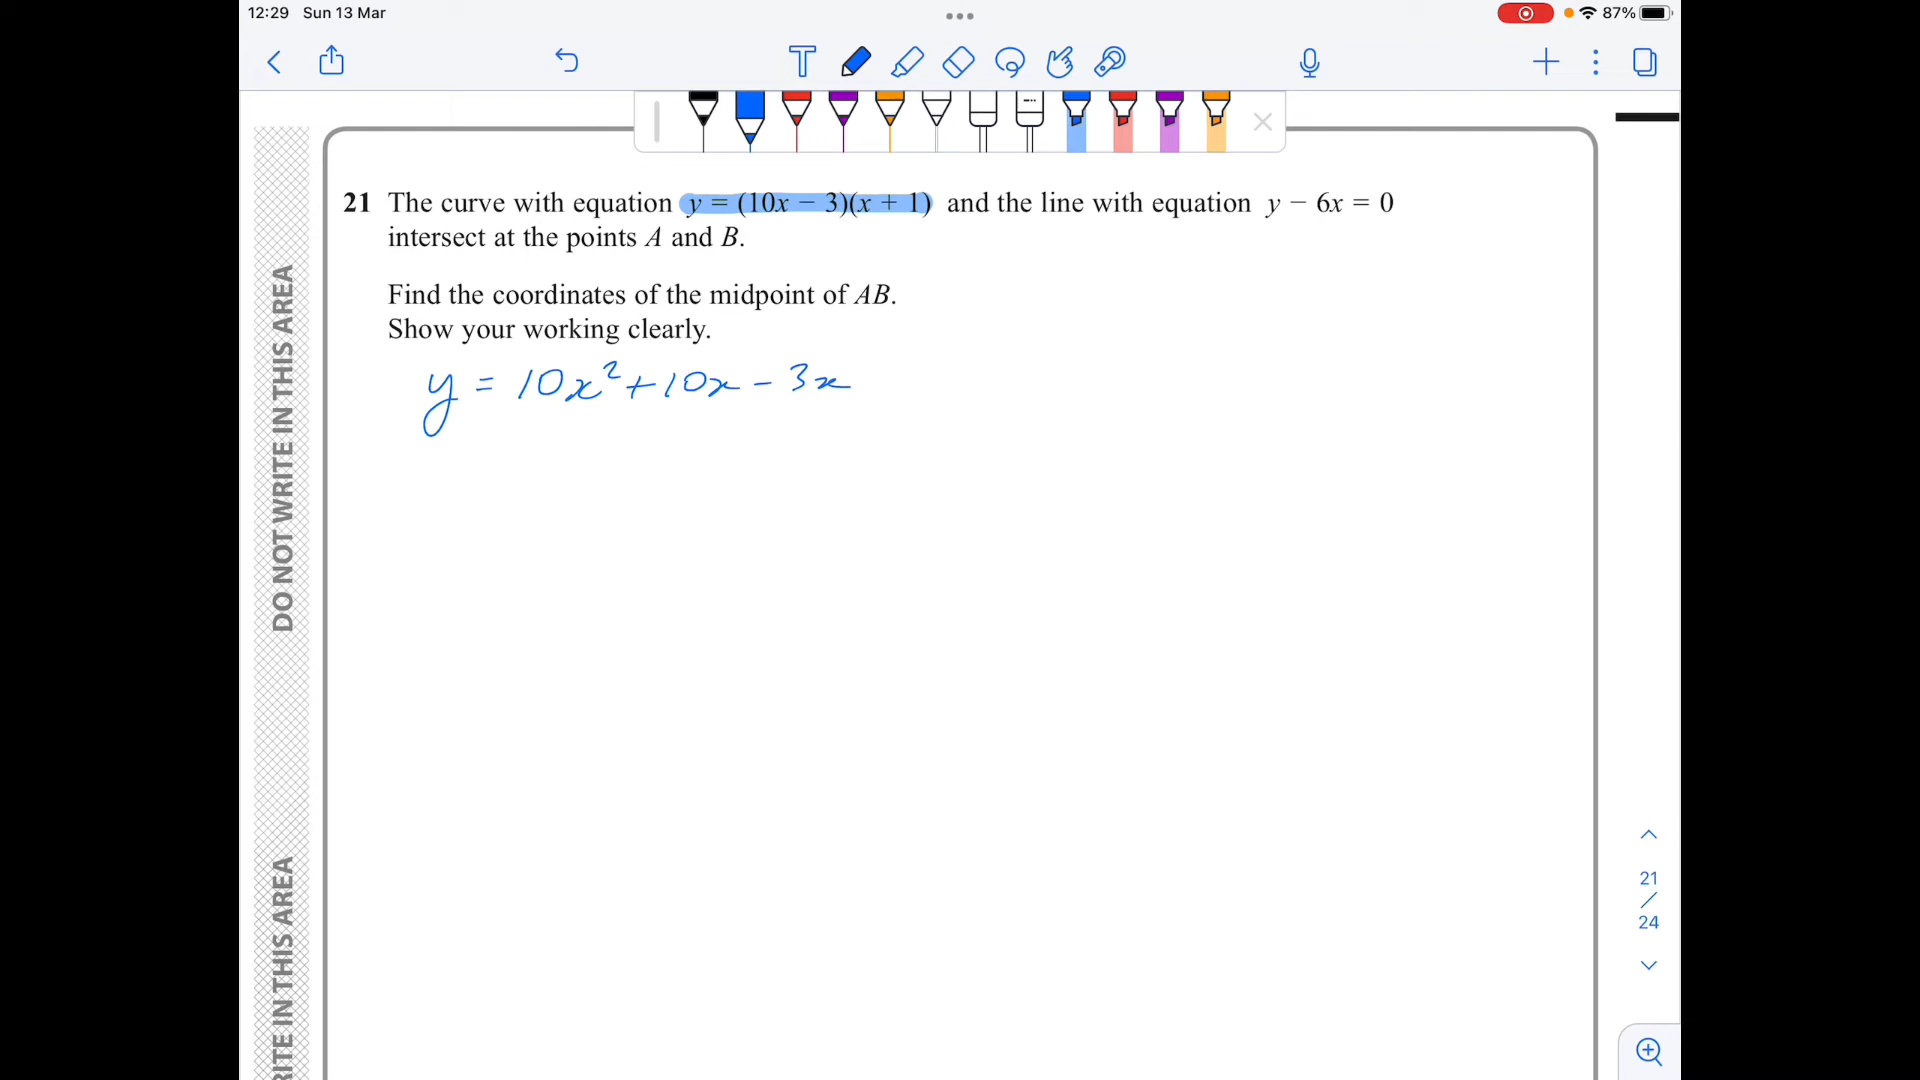 12:29 Sun 13 Mar
87%
21 The curve with equation y = (10x − 3)(x + 1) and the line with equation y − 6x = 0
intersect at the points A and B.
Find the coordinates of the midpoint of AB.
Show your working clearly.
y = 10x² + 10x − 3x
DO NOT WRITE IN THIS AREA
RITE IN THIS AREA
21
/
24